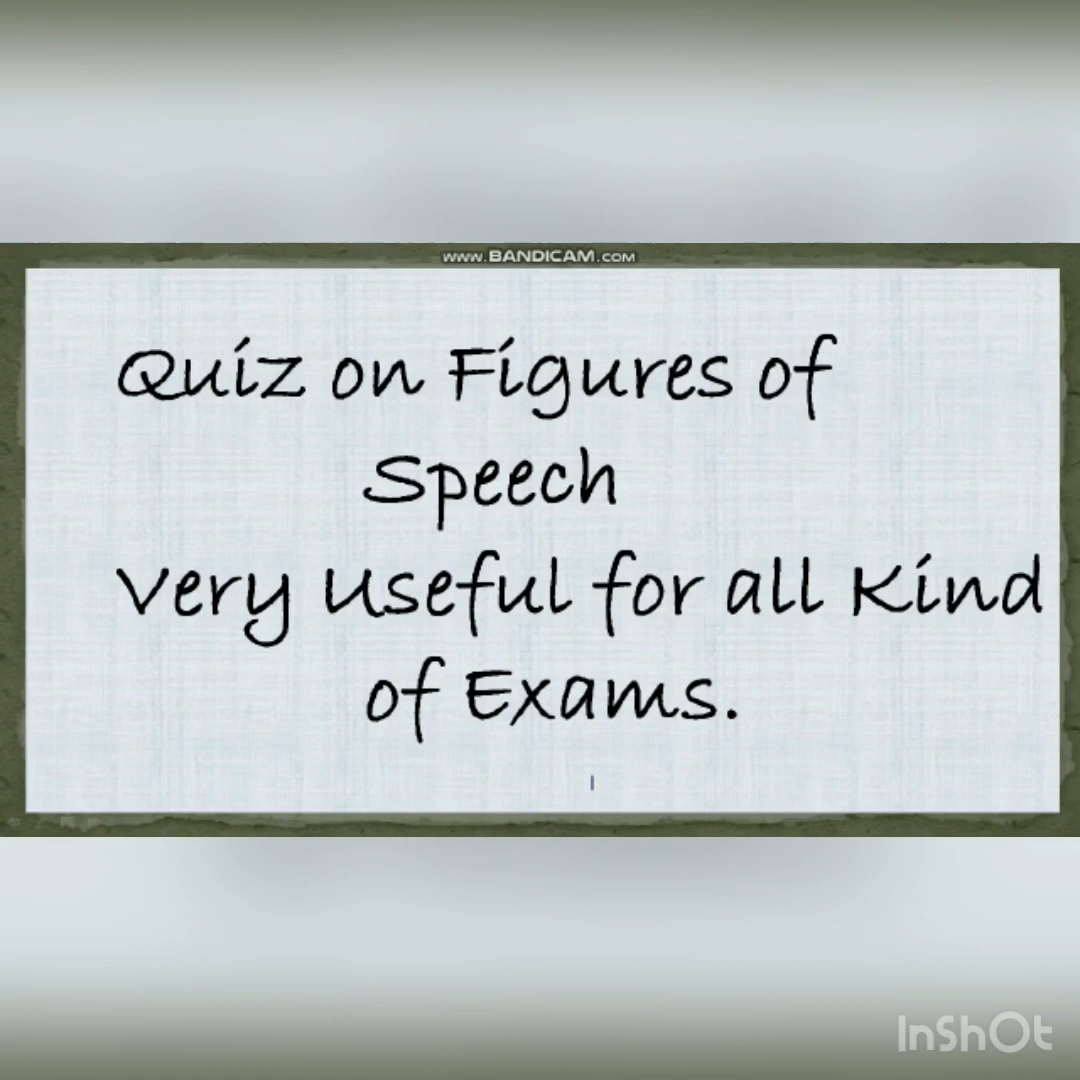 www.BANDICAM.com
Quiz on Figures of
Speech
Very Useful for all Kind
of Exams.
InShOt